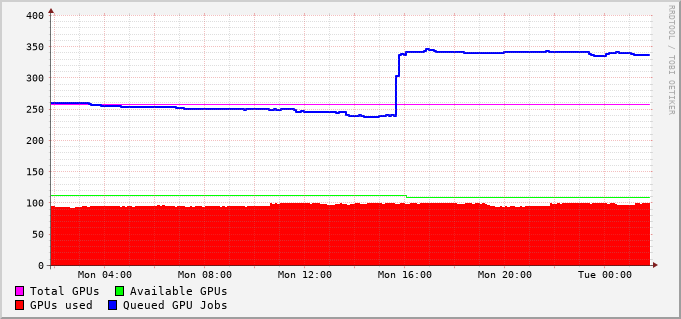 RRDTOOL / TOBI OETIKER
400
350
300
250
200
150
100
50
0
Mon 04:00 Mon 08:00 Mon 12:00 Mon 16:00 Mon 20:00 Tue 00:00
Total GPUs Available GPUs
GPUs used Queued GPU Jobs